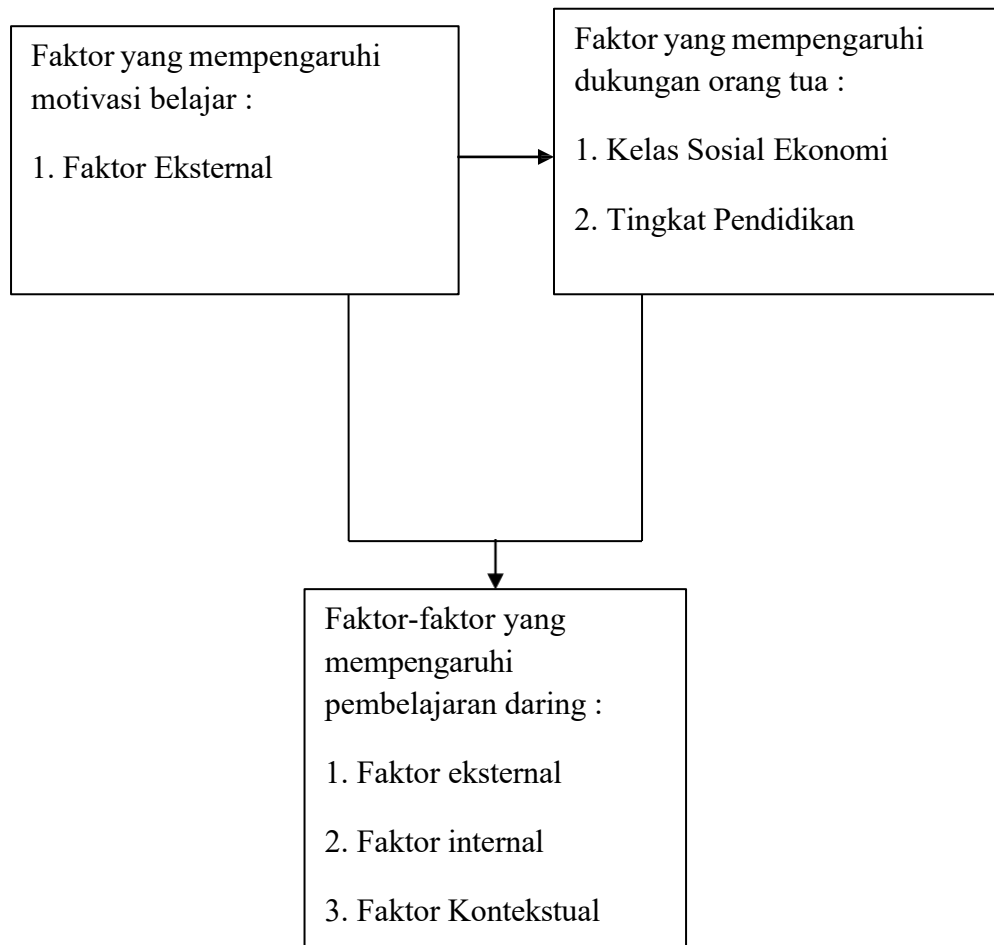 Faktor yang mempengaruhi
motivasi belajar :
1. Faktor Eksternal
Faktor yang mempengaruhi
dukungan orang tua :
1. Kelas Sosial Ekonomi
2. Tingkat Pendidikan
Faktor-faktor yang
mempengaruhi
pembelajaran daring :
1. Faktor eksternal
2. Faktor internal
3. Faktor Kontekstual